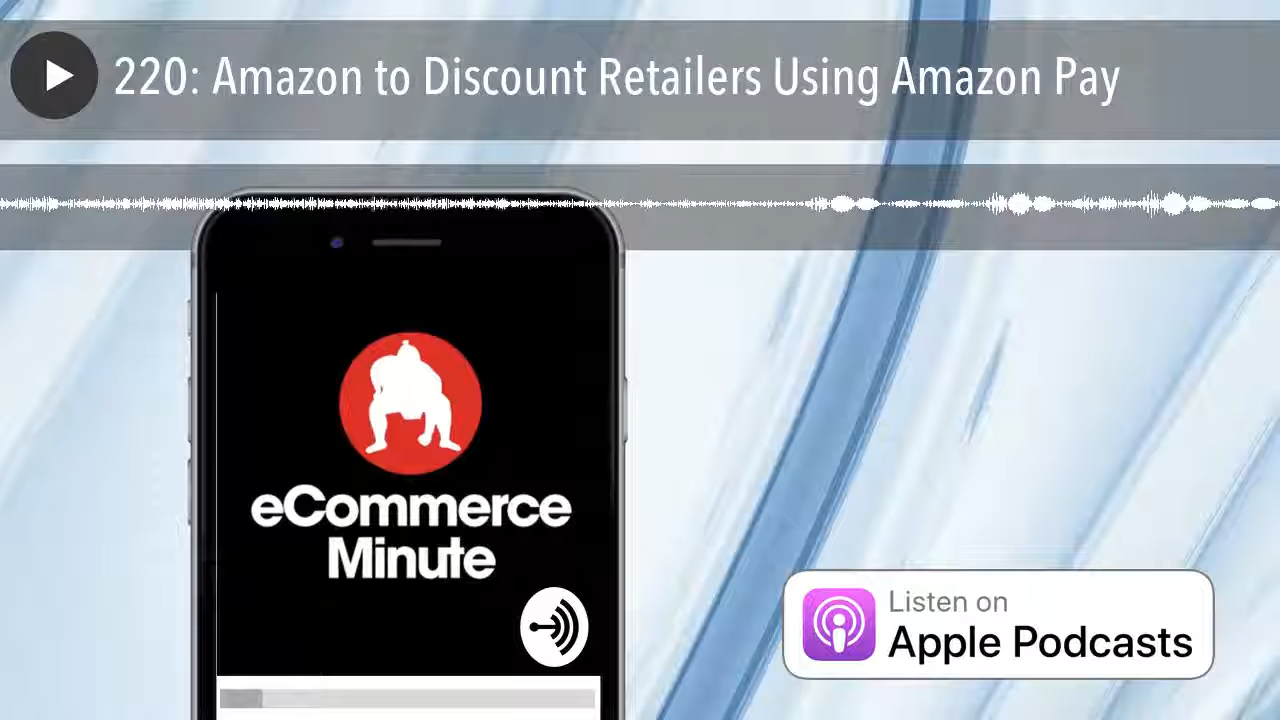 220: Amazon to Discount Retailers Using Amazon Pay
eCommerce
Minute
Listen on
Apple Podcasts